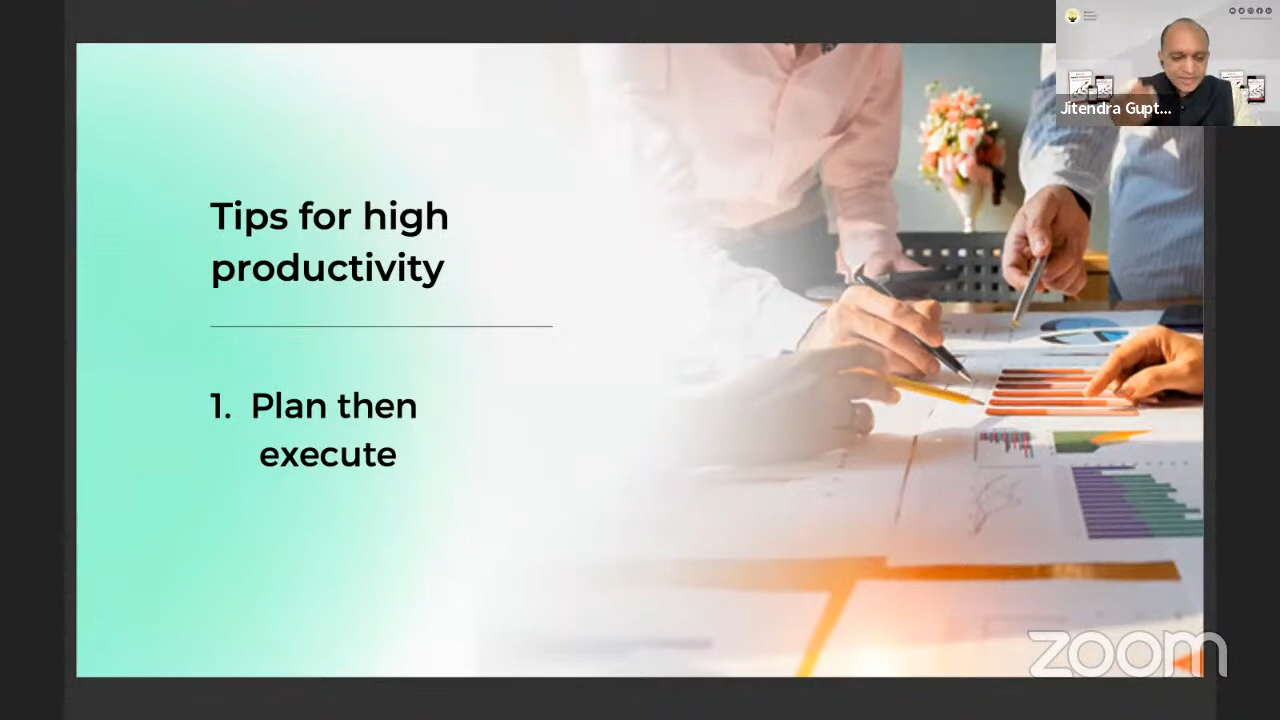 Jitendra Gupt...
Tips for high
productivity
1. Plan then
execute
zoom